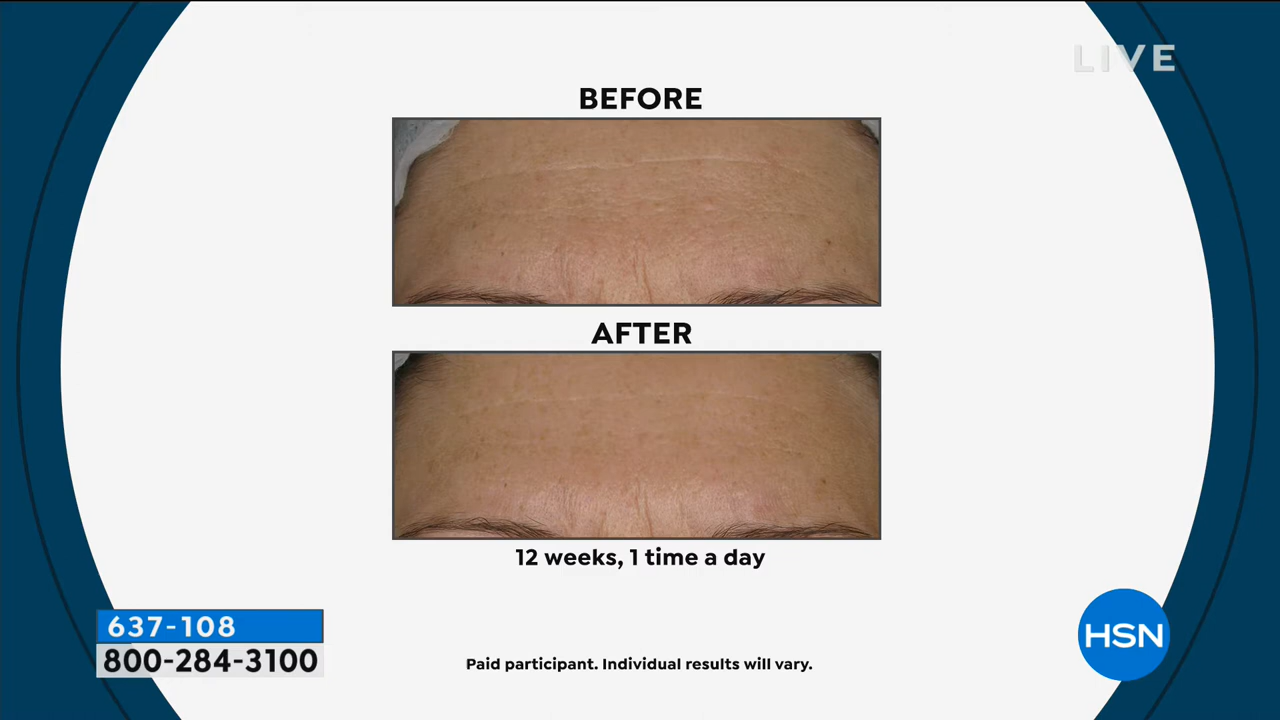 LIVE
BEFORE
AFTER
12 weeks, 1 time a day
637-108
800-284-3100
HSN
Paid participant. Individual results will vary.